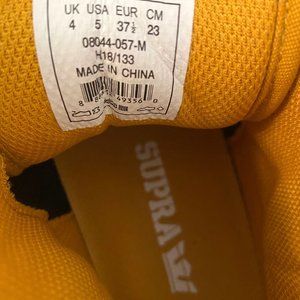 UK USA EUR CM
4 5 37½ 23
08044-057-M
H18/133
MADE IN CHINA
SUPRA